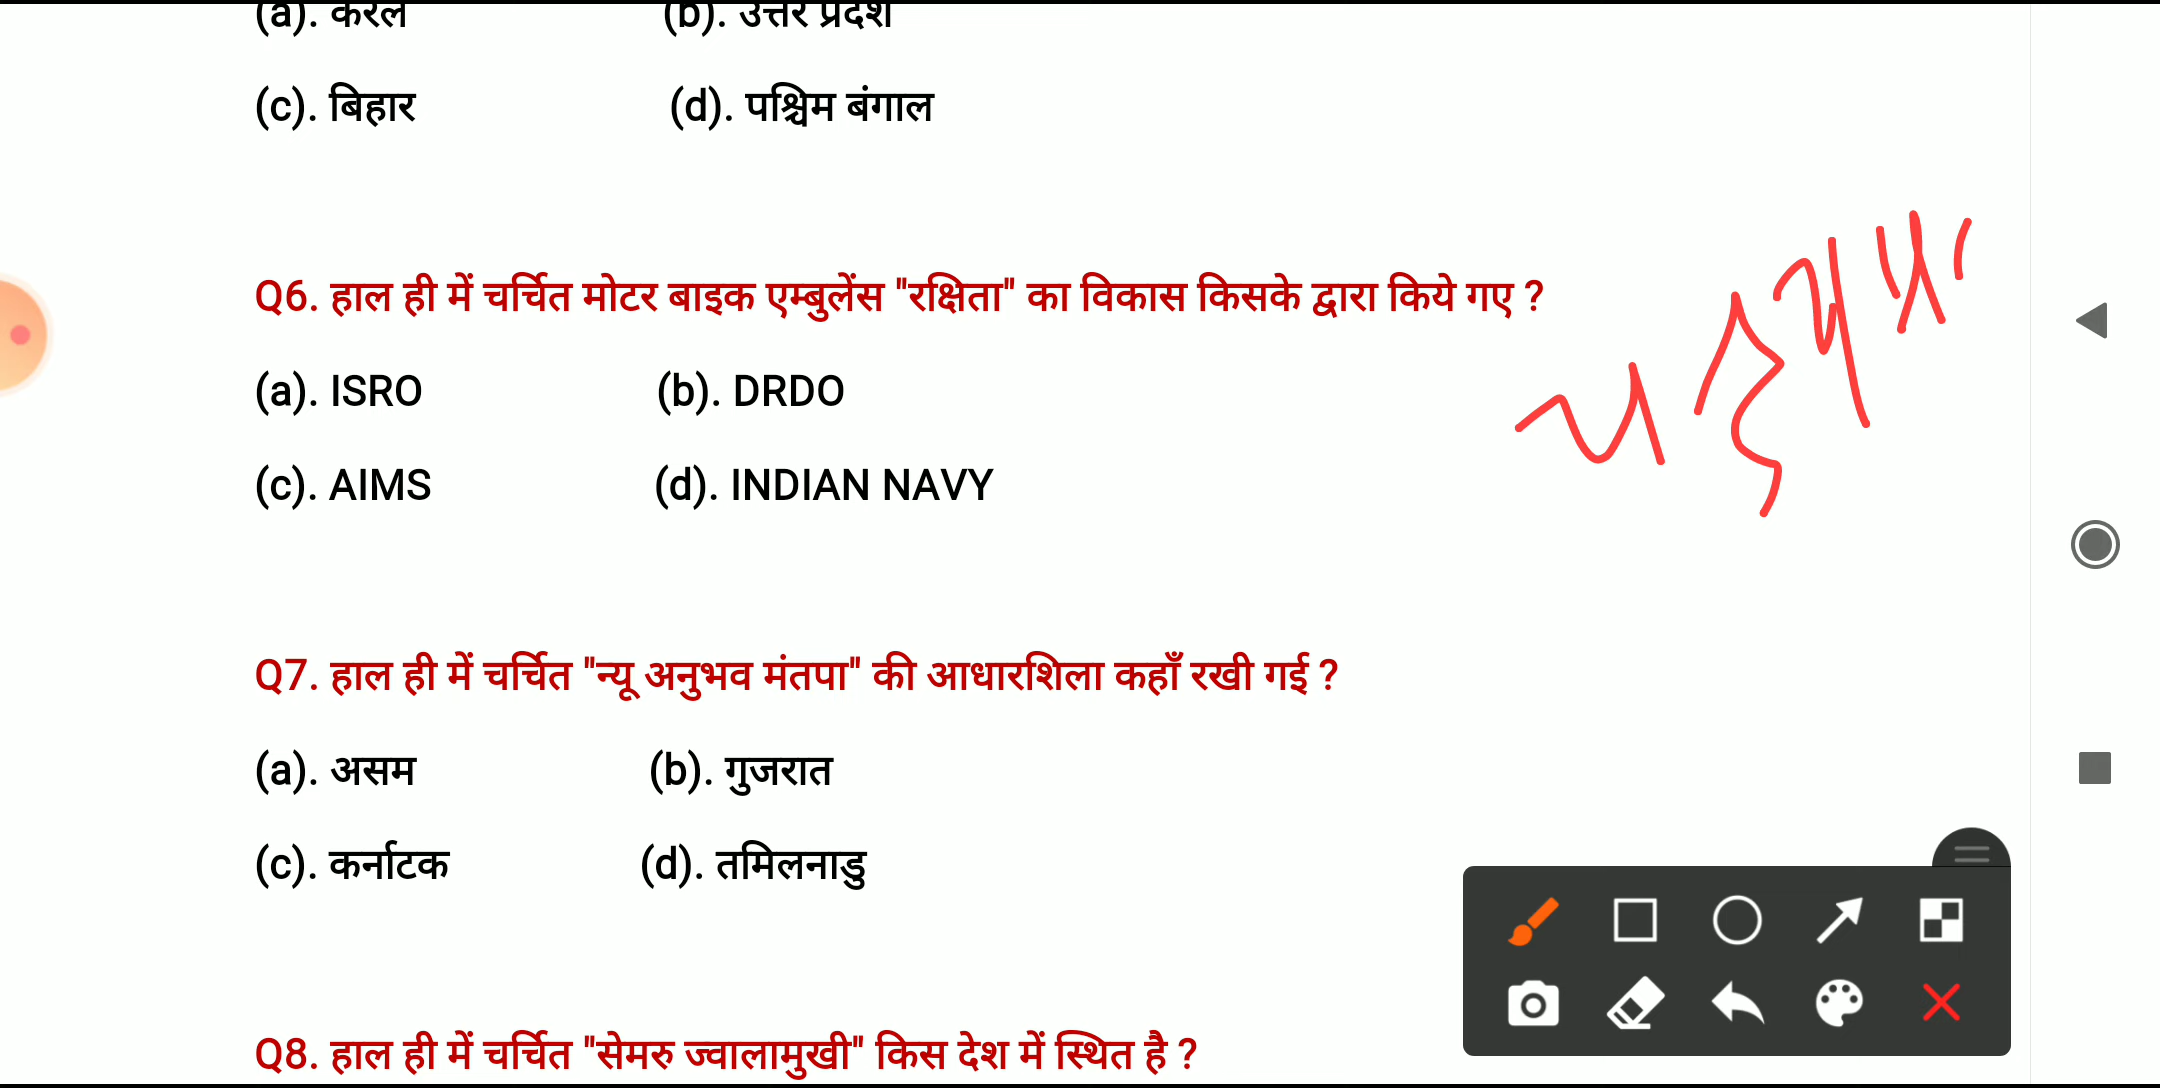 (a). केरल (b). उत्तर प्रदेश
(c). बिहार (d). पश्चिम बंगाल
Q6. हाल ही में चर्चित मोटर बाइक एम्बुलेंस "रक्षिता" का विकास किसके द्वारा किये गए ?
(a). ISRO (b). DRDO
(c). AIMS (d). INDIAN NAVY
Q7. हाल ही में चर्चित "न्यू अनुभव मंतपा" की आधारशिला कहाँ रखी गई ?
(a). असम (b). गुजरात
(c). कर्नाटक (d). तमिलनाडु
Q8. हाल ही में चर्चित "सेमरु ज्वालामुखी" किस देश में स्थित है ?